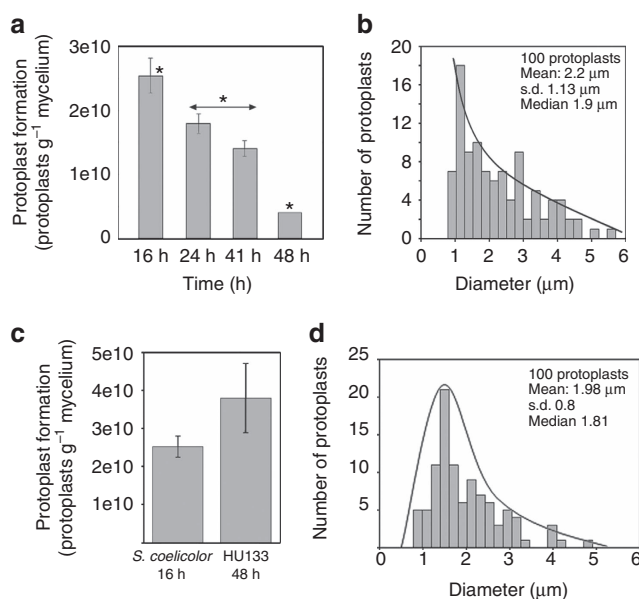 a
Protoplast formation
(protoplasts g⁻¹ mycelium)
3e10
2e10
1e10
0
*
*
*
16 h 24 h 41 h 48 h
Time (h)
b
Number of protoplasts
20
16
12
8
4
0
100 protoplasts
Mean: 2.2 μm
s.d. 1.13 μm
Median 1.9 μm
0 1 2 3 4 5 6
Diameter (μm)
c
Protoplast formation
(protoplasts g⁻¹ mycelium)
5e10
4e10
3e10
2e10
1e10
S. coelicolor HU133
16 h 48 h
d
Number of protoplasts
25
20
15
10
5
100 protoplasts
Mean: 1.98 μm
s.d. 0.8
Median 1.81
1 2 3 4 5 6
Diameter (μm)